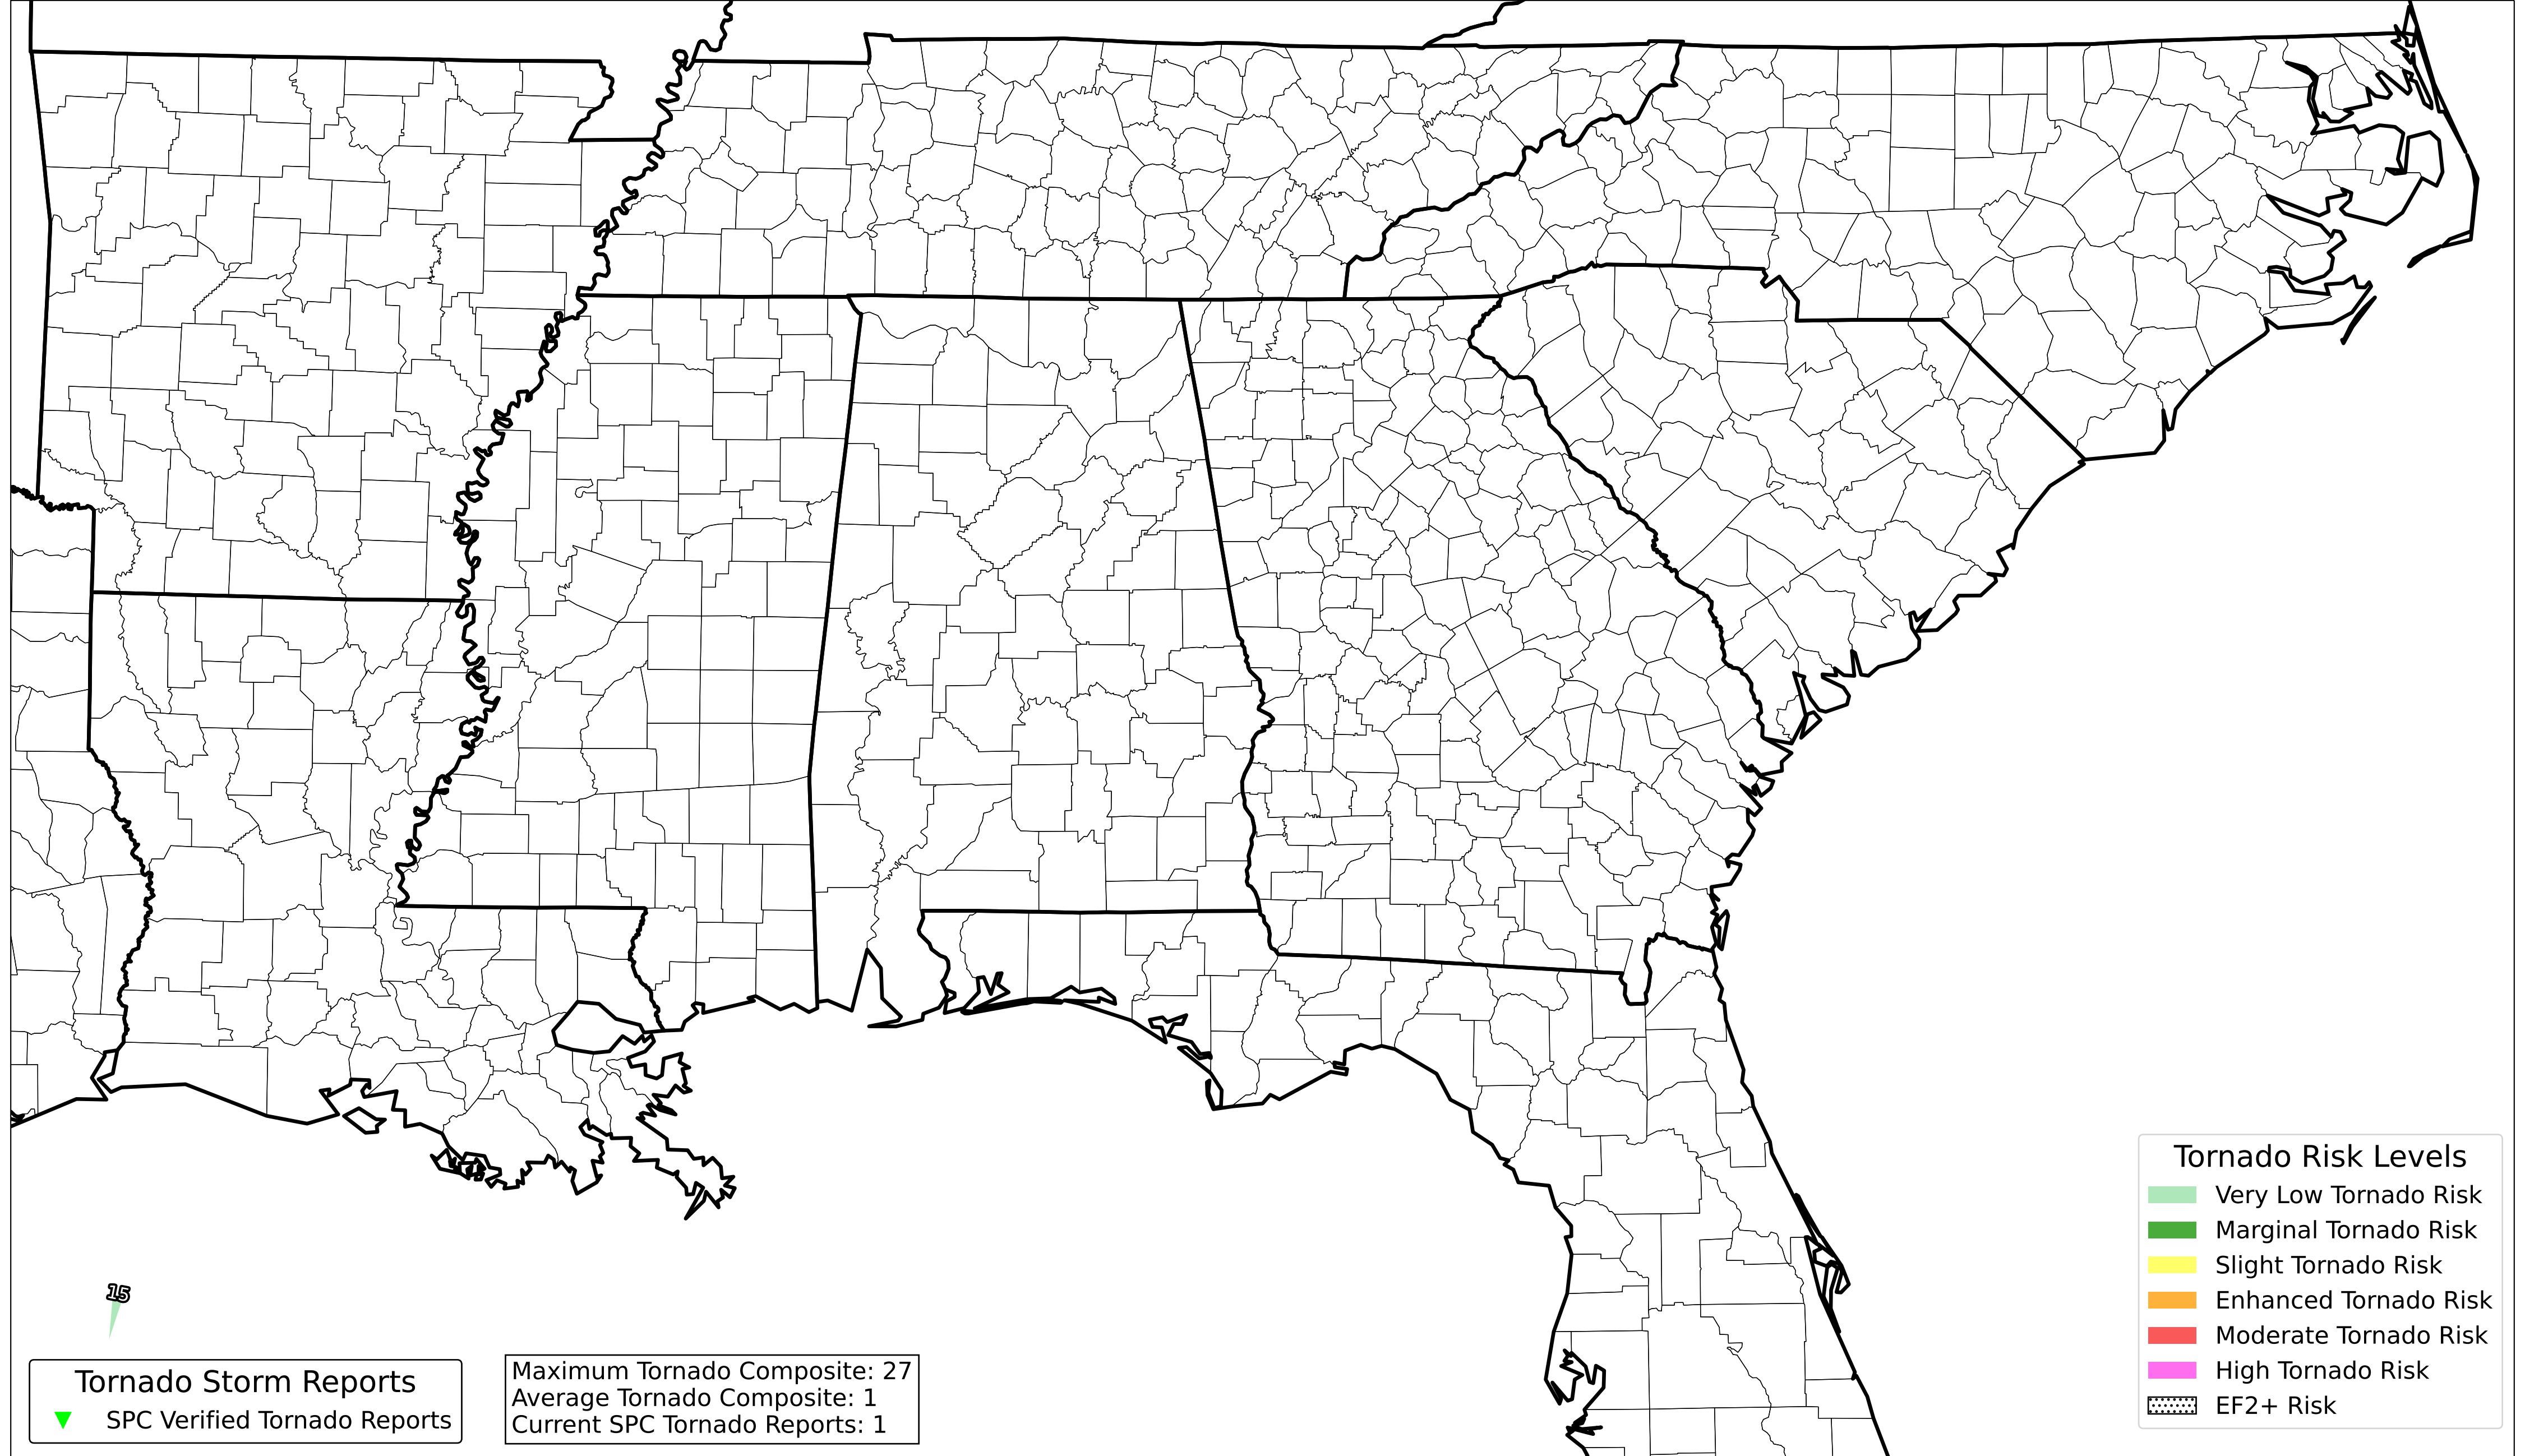 15
Tornado Storm Reports
SPC Verified Tornado Reports
Maximum Tornado Composite: 27
Average Tornado Composite: 1
Current SPC Tornado Reports: 1
Tornado Risk Levels
Very Low Tornado Risk
Marginal Tornado Risk
Slight Tornado Risk
Enhanced Tornado Risk
Moderate Tornado Risk
High Tornado Risk
EF2+ Risk